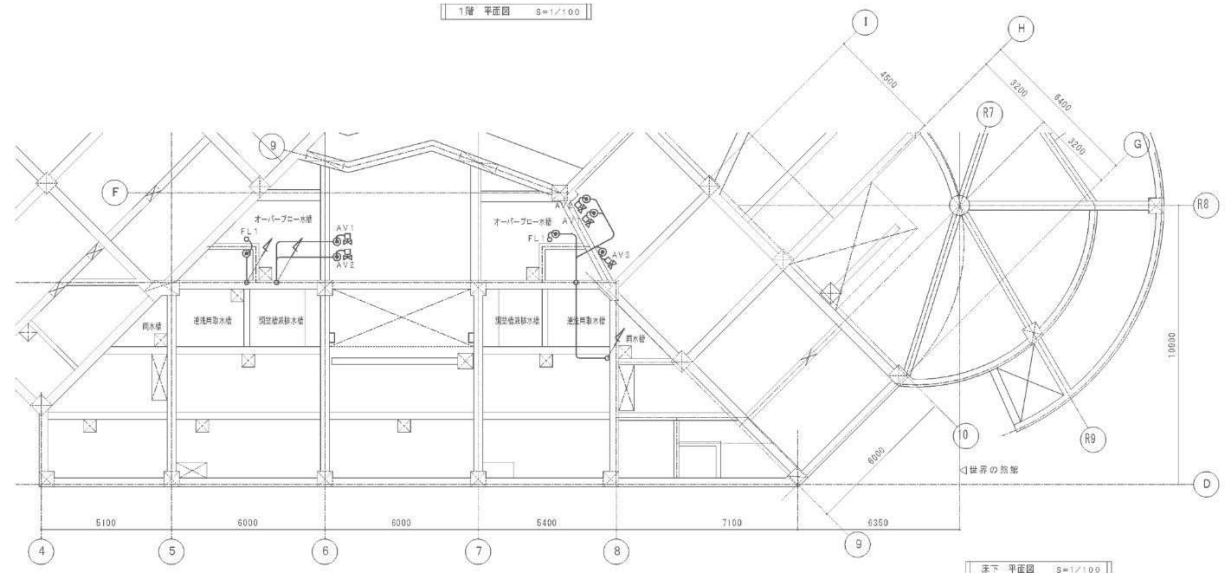 1階 平面図 S=1/100
I
H
4500
3200
6400
R7
3200
G
9
F
オーバーフロー水槽
FL1
AV1
AV2
オーバーフロー水槽
FL1
AV3
R8
雨水槽
逆洗用取水槽
調整槽兼排水槽
調整槽兼排水槽
逆洗用取水槽
雨水槽
10000
10
R9
6000
◁世界の旅館
D
5100
6000
6000
5400
7100
6350
4
5
6
7
8
9
床下 平面図 S=1/100